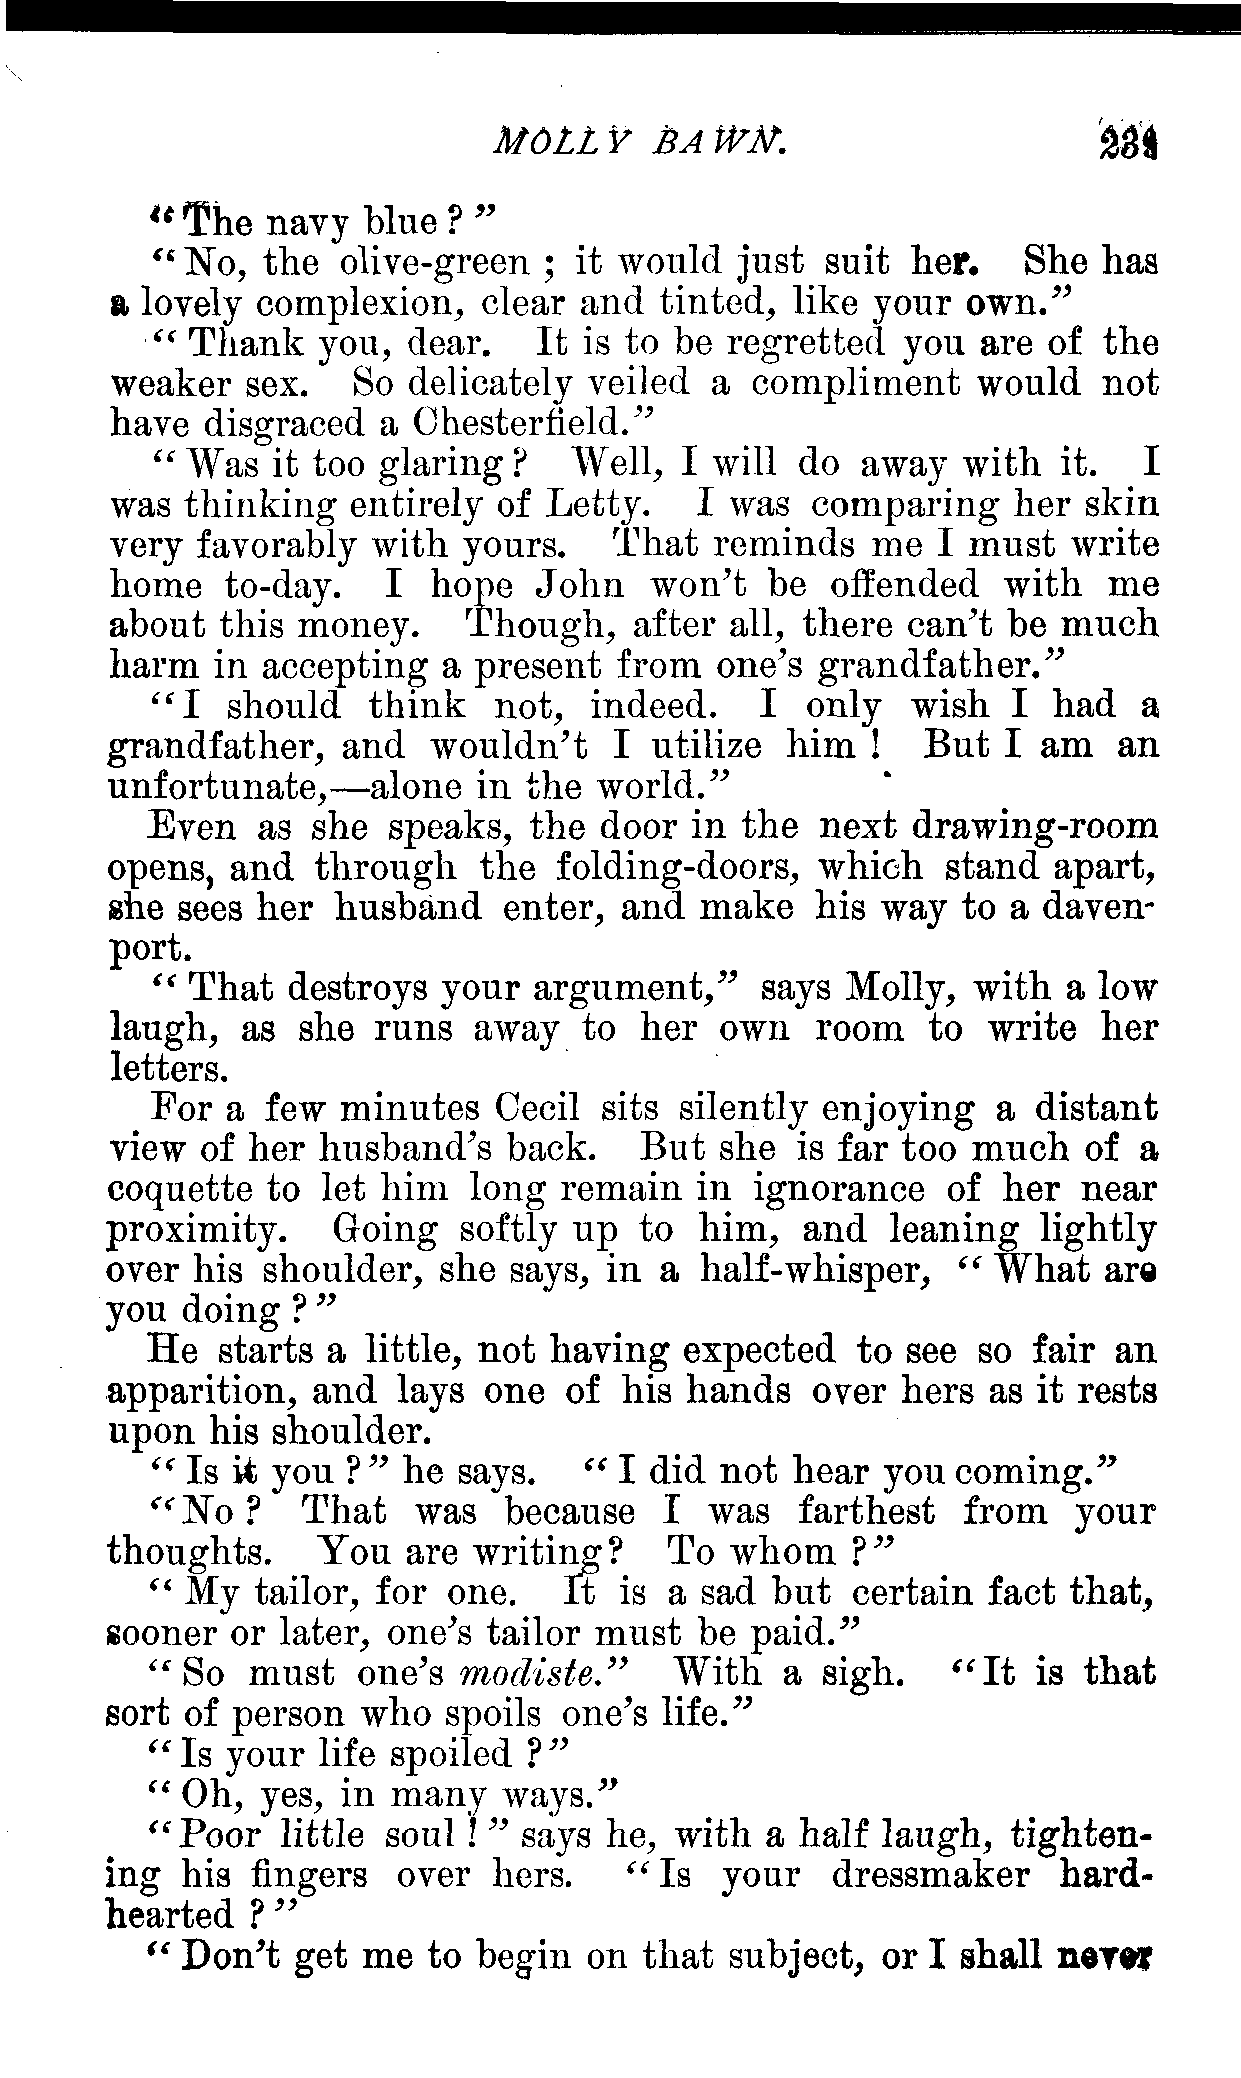 MOLLY BAWN.
"The navy blue?"
"No, the olive-green; it would just suit her. She has
a lovely complexion, clear and tinted, like your own."
"Thank you, dear. It is to be regretted you are of the
weaker sex. So delicately veiled a compliment would not
have disgraced a Chesterfield."
"Was it too glaring? Well, I will do away with it. I
was thinking entirely of Letty. I was comparing her skin
very favorably with yours. That reminds me I must write
home to-day. I hope John won't be offended with me
about this money. Though, after all, there can't be much
harm in accepting a present from one's grandfather."
"I should think not, indeed. I only wish I had a
grandfather, and wouldn't I utilize him! But I am an
unfortunate,—alone in the world."
Even as she speaks, the door in the next drawing-room
opens, and through the folding-doors, which stand apart,
she sees her husband enter, and make his way to a daven-
port.
"That destroys your argument," says Molly, with a low
laugh, as she runs away to her own room to write her
letters.
For a few minutes Cecil sits silently enjoying a distant
view of her husband's back. But she is far too much of a
coquette to let him long remain in ignorance of her near
proximity. Going softly up to him, and leaning lightly
over his shoulder, she says, in a half-whisper, "What are
you doing?"
He starts a little, not having expected to see so fair an
apparition, and lays one of his hands over hers as it rests
upon his shoulder.
"Is it you?" he says. "I did not hear you coming."
"No? That was because I was farthest from your
thoughts. You are writing? To whom?"
"My tailor, for one. It is a sad but certain fact that,
sooner or later, one's tailor must be paid."
"So must one's modiste." With a sigh. "It is that
sort of person who spoils one's life."
"Is your life spoiled?"
"Oh, yes, in many ways."
"Poor little soul!" says he, with a half laugh, tighten-
ing his fingers over hers. "Is your dressmaker hard-
hearted?"
"Don't get me to begin on that subject, or I shall never